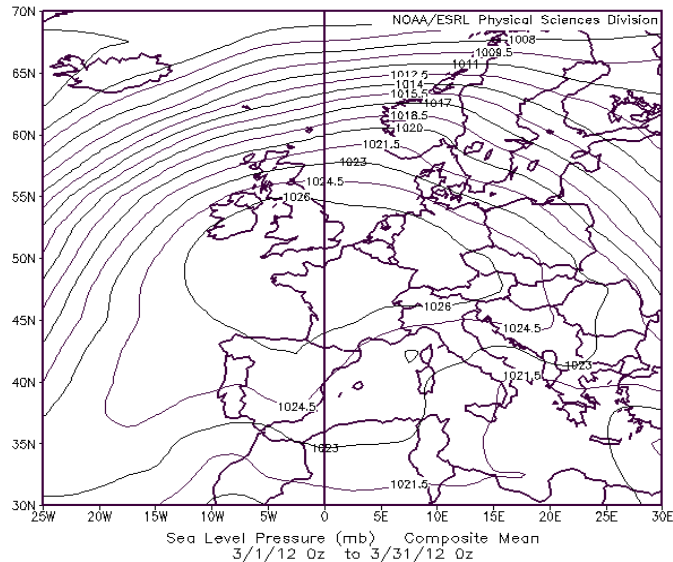 70N
NOAA/ESRL Physical Sciences Division
1008
1009.5
65N
1011
1012.5
1014
1015.5
1017
1018.5
60N
1020
1021.5
1023
1024.5
55N
1026
50N
1026
45N
1024.5
1023
40N
1021.5
1024.5
35N
1023
1021.5
30N
25W 20W 15W 10W 5W 0 5E 10E 15E 20E 25E 30E
Sea Level Pressure (mb) Composite Mean
3/1/12 0z to 3/31/12 0z